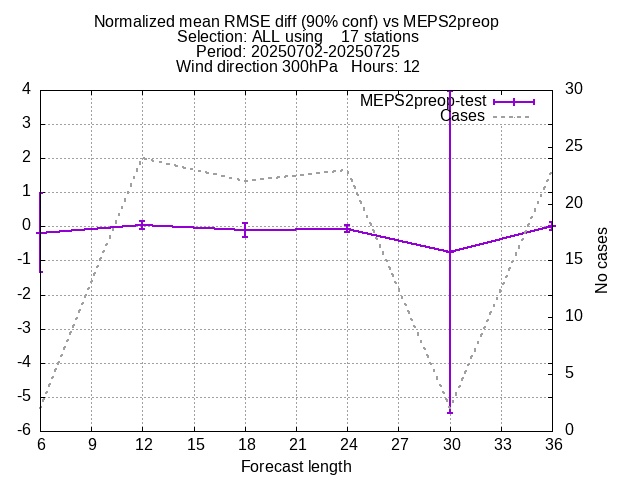 Normalized mean RMSE diff (90% conf) vs MEPS2preop
Selection: ALL using    17 stations
Period: 20250702-20250725
Wind direction 300hPa   Hours: 12
MEPS2preop-test
Cases
4
3
2
1
0
-1
-2
-3
-4
-5
-6
30
25
20
15
10
5
0
No cases
6 9 12 15 18 21 24 27 30 33 36
Forecast length